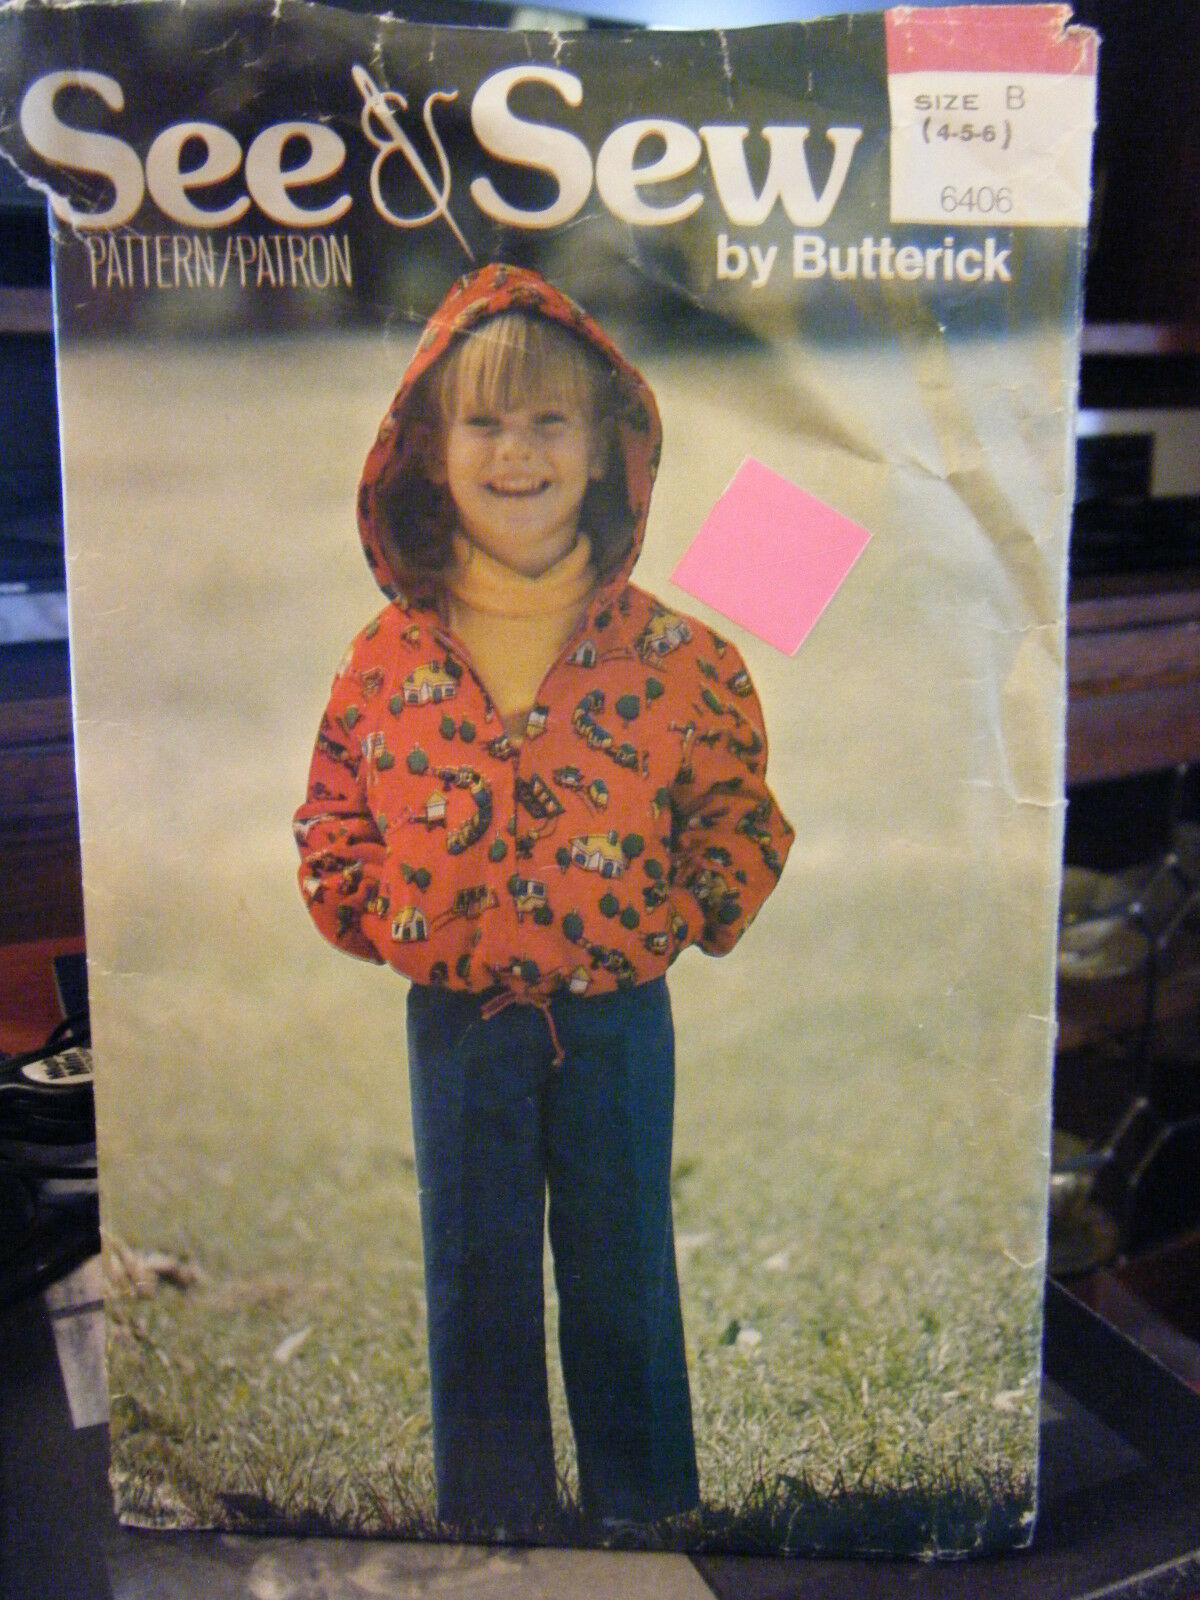 See & Sew
PATTERN/PATRON
by Butterick
SIZE B
(4-5-6)
6406